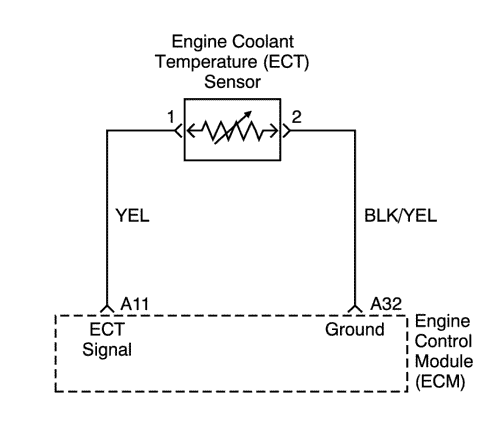 Engine Coolant
Temperature (ECT)
Sensor
1
2
YEL
BLK/YEL
A11
A32
ECT
Signal
Ground
Engine
Control
Module
(ECM)